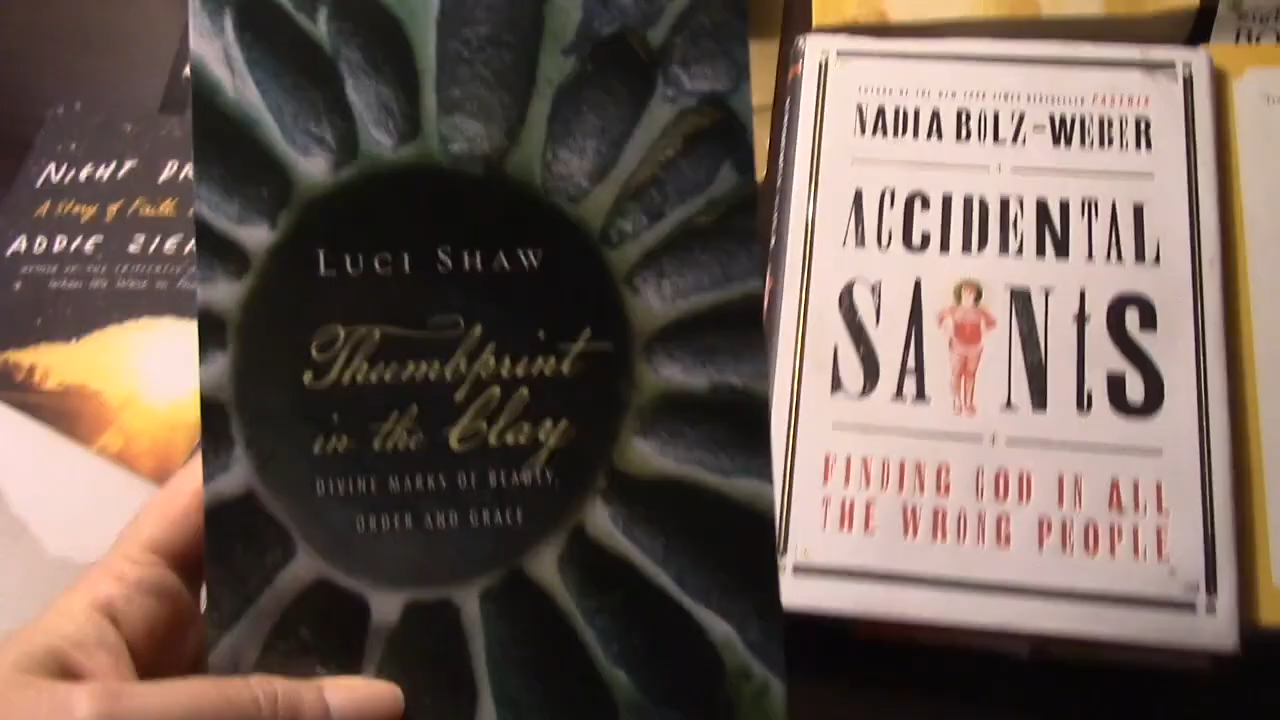 NIGHT DR
A Story of Faith
ADDIE ZIER
LUCI SHAW
Thumbprint
in the Clay
DIVINE MARKS OF BEAUTY,
ORDER AND GRACE
AUTHOR OF THE NEW YORK TIMES BESTSELLER PASTRIX
NADIA BOLZ-WEBER
ACCIDENTAL
SAINtS
FINDING GOD IN ALL
THE WRONG PEOPLE